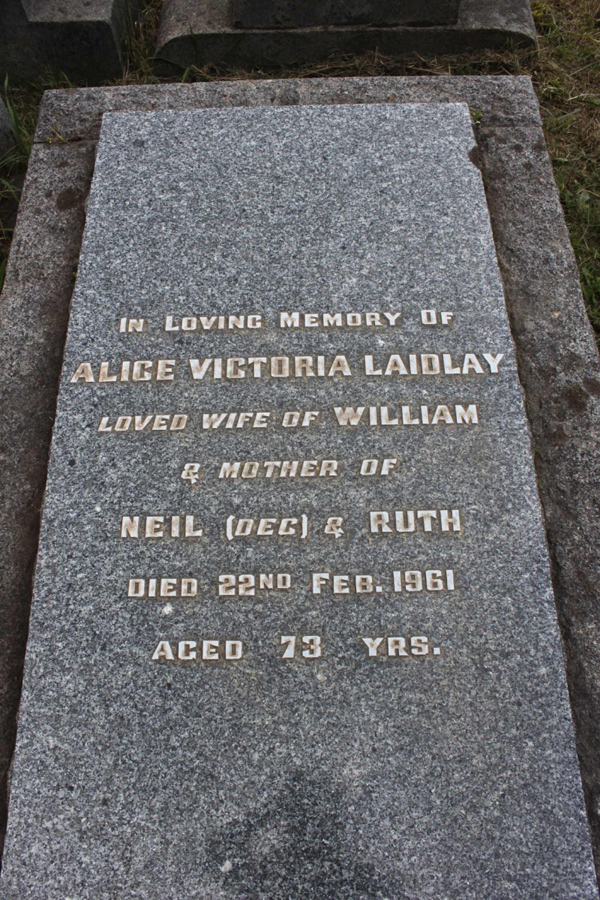 In Loving Memory Of
ALICE VICTORIA LAIDLAY
LOVED WIFE OF WILLIAM
& MOTHER OF
NEIL (DEC) & RUTH
DIED 22ND FEB. 1961
AGED 73 YRS.